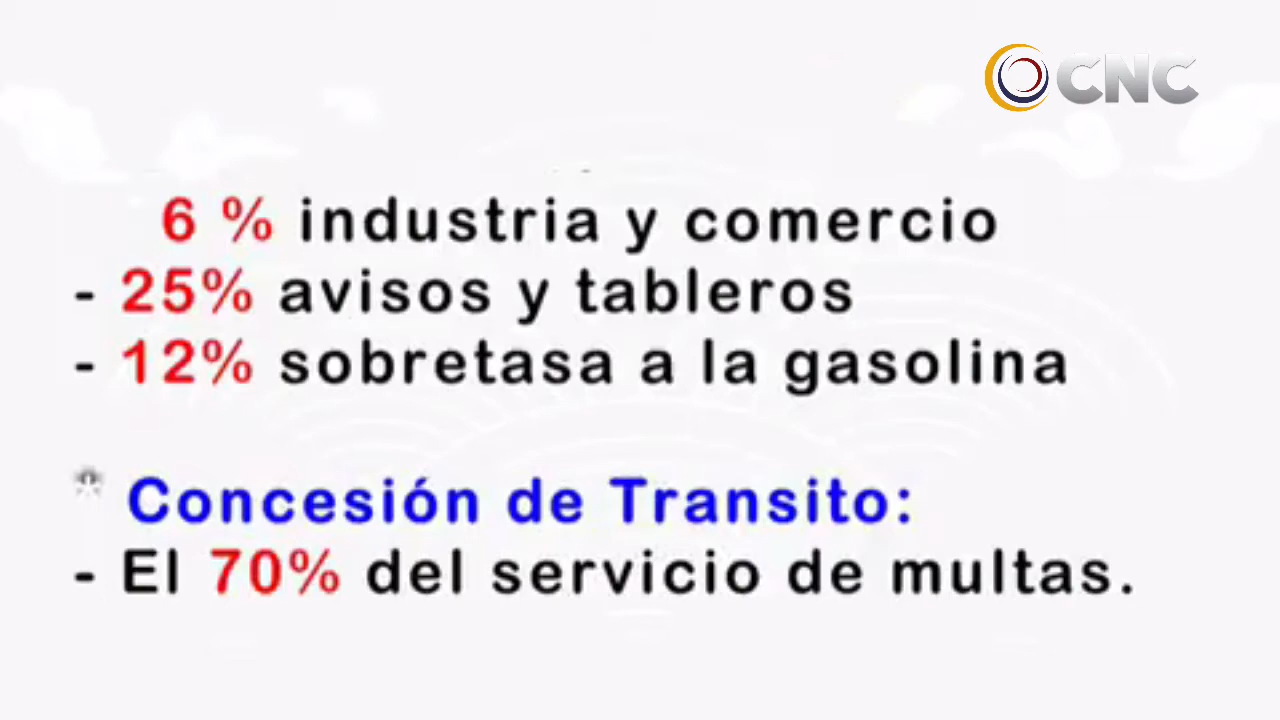 CNC
6 % industria y comercio
- 25% avisos y tableros
- 12% sobretasa a la gasolina
* Concesión de Transito:
- El 70% del servicio de multas.